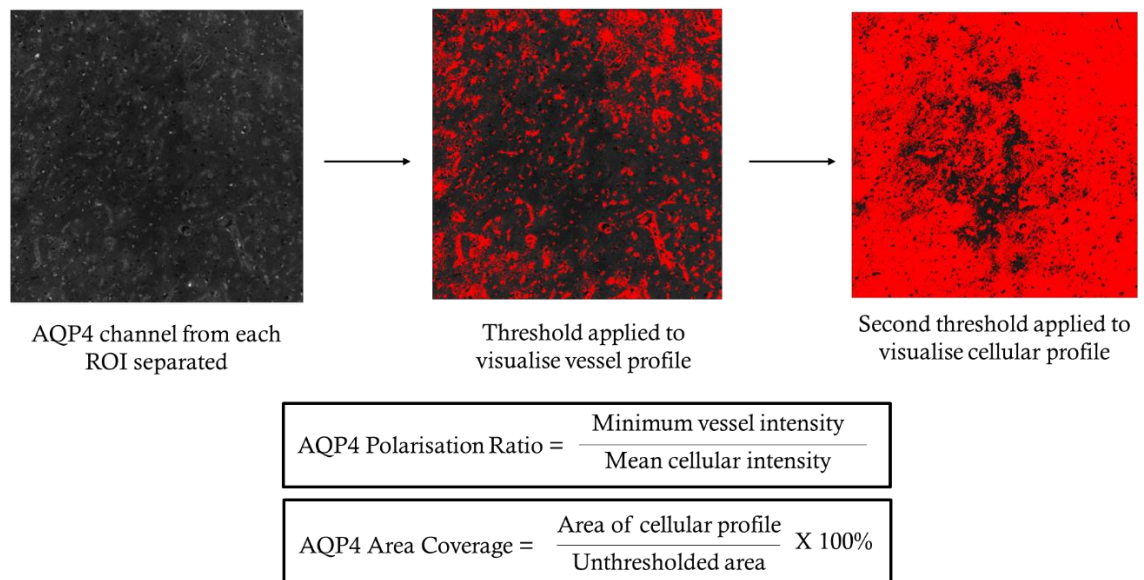 AQP4 channel from each
ROI separated
Threshold applied to
visualise vessel profile
Second threshold applied to
visualise cellular profile
AQP4 Polarisation Ratio = Minimum vessel intensity
Mean cellular intensity
AQP4 Area Coverage = Area of cellular profile X 100%
Unthresholded area